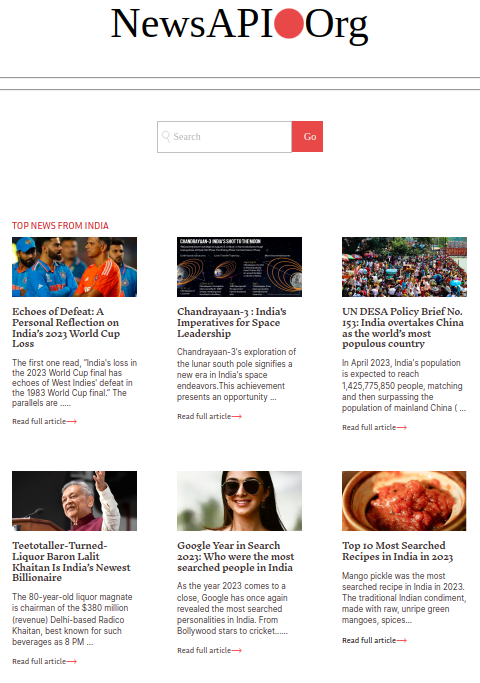 NewsAPI Org
Search
Go
TOP NEWS FROM INDIA
CHANDRAYAAN-3: INDIA'S SHOT TO THE MOON
Echoes of Defeat: A
Personal Reflection on
India's 2023 World Cup
Loss
The first one read, "India's loss in
the 2023 World Cup final has
echoes of West Indies' defeat in
the 1983 World Cup final." The
parallels are .....
Read full article⟶
Chandrayaan-3 : India's
Imperatives for Space
Leadership
Chandrayaan-3's exploration of
the lunar south pole signifies a
new era in India's space
endeavors.This achievement
presents an opportunity ...
Read full article⟶
UN DESA Policy Brief No.
153: India overtakes China
as the world's most
populous country
In April 2023, India's population
is expected to reach
1,425,775,850 people, matching
and then surpassing the
population of mainland China ( ...
Read full article⟶
Teetotaller-Turned-
Liquor Baron Lalit
Khaitan Is India's Newest
Billionaire
The 80-year-old liquor magnate
is chairman of the $380 million
(revenue) Delhi-based Radico
Khaitan, best known for such
beverages as 8 PM ...
Read full article⟶
Google Year in Search
2023: Who were the most
searched people in India
As the year 2023 comes to a
close, Google has once again
revealed the most searched
personalities in India. From
Bollywood stars to cricket......
Read full article⟶
Top 10 Most Searched
Recipes in India in 2023
Mango pickle was the most
searched recipe in India in 2023.
The traditional Indian condiment,
made with raw, unripe green
mangoes, spices...
Read full article⟶